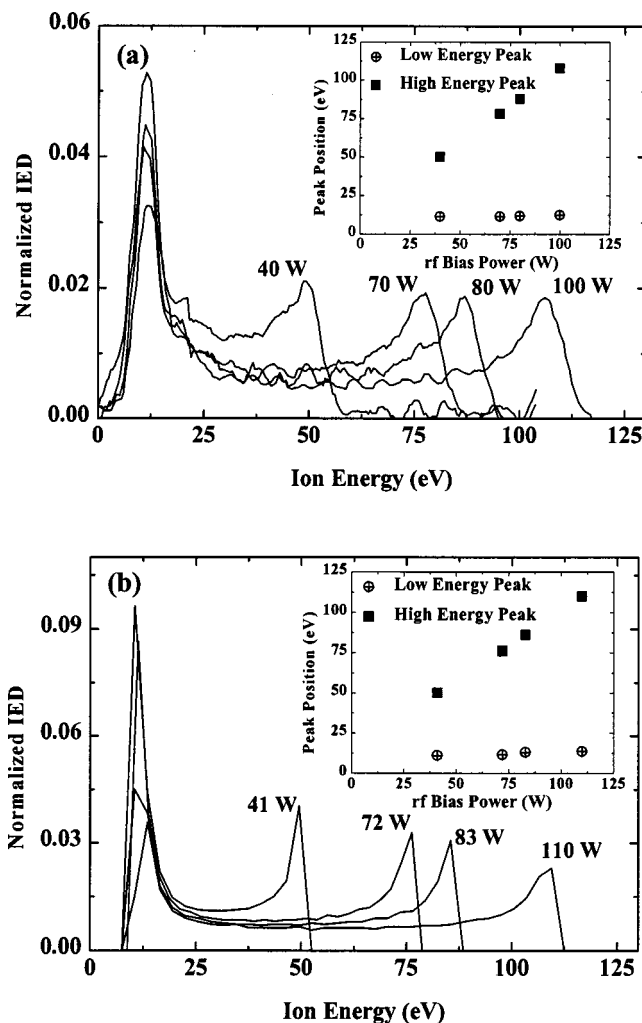 (a)
Normalized IED
0.06
0.04
0.02
0.00
0
25
50
75
100
125
Ion Energy (eV)
40 W
70 W
80 W
100 W
Peak Position (eV)
125
100
75
50
25
0
0
25
50
75
100
125
rf Bias Power (W)
Low Energy Peak
High Energy Peak
(b)
Normalized IED
0.09
0.06
0.03
0.00
0
25
50
75
100
125
Ion Energy (eV)
41 W
72 W
83 W
110 W
Peak Position (eV)
125
100
75
50
25
0
0
25
50
75
100
125
rf Bias Power (W)
Low Energy Peak
High Energy Peak